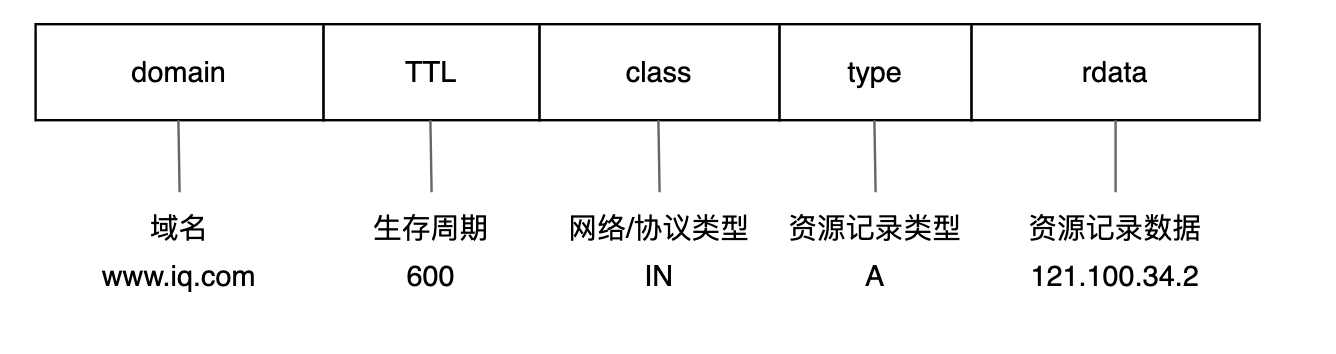 domain TTL class type rdata
域名 生存周期 网络/协议类型 资源记录类型 资源记录数据
www.iq.com 600 IN A 121.100.34.2